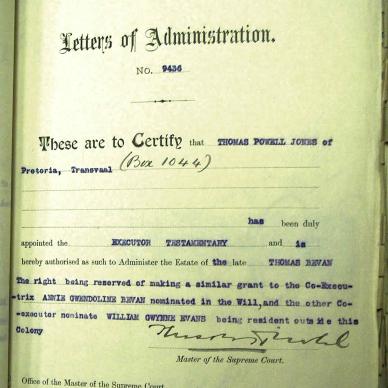 Letters of Administration.
No. 9436
These are to Certify that THOMAS POWELL JONES of
Pretoria, Transvaal (Box 1044)
has been duly
appointed the EXECUTOR TESTAMENTARY and is
hereby authorised as such to Administer the Estate of the late THOMAS BEVAN
The right being reserved of making a similar grant to the Co-Execu-
-trix ANNIE GWENDOLINE BEVAN nominated in the Will, and the other Co-
-executor nominate WILLIAM GWYNNE EVANS being resident outside this
Colony
Master of the Supreme Court.
Office of the Master of the Supreme Court